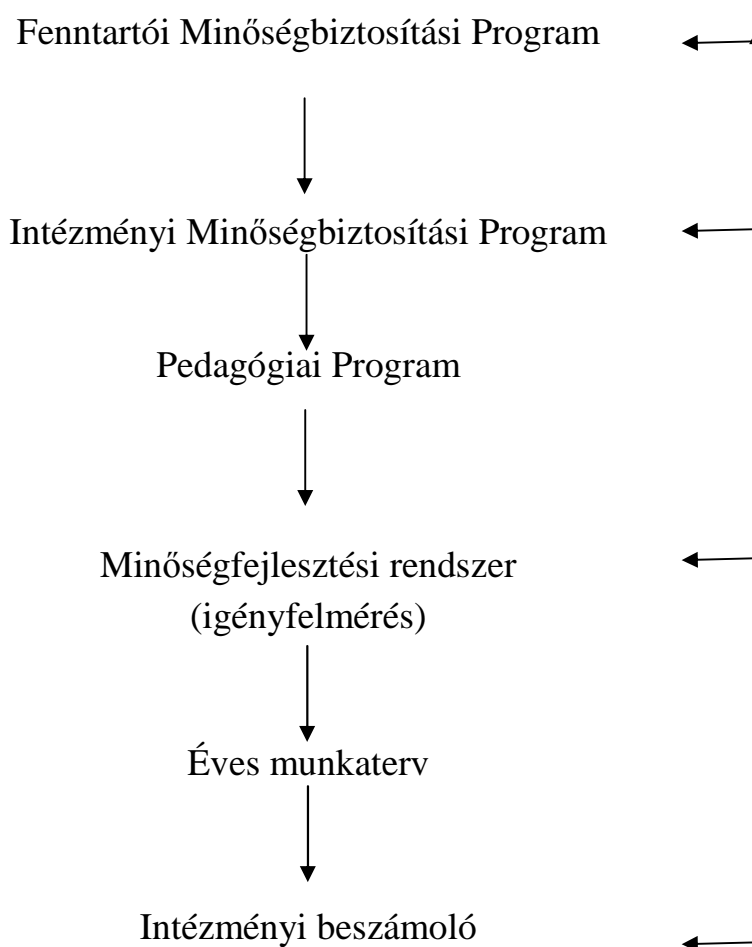 Fenntartói Minőségbiztosítási Program
Intézményi Minőségbiztosítási Program
Pedagógiai Program
Minőségfejlesztési rendszer
(igényfelmérés)
Éves munkaterv
Intézményi beszámoló